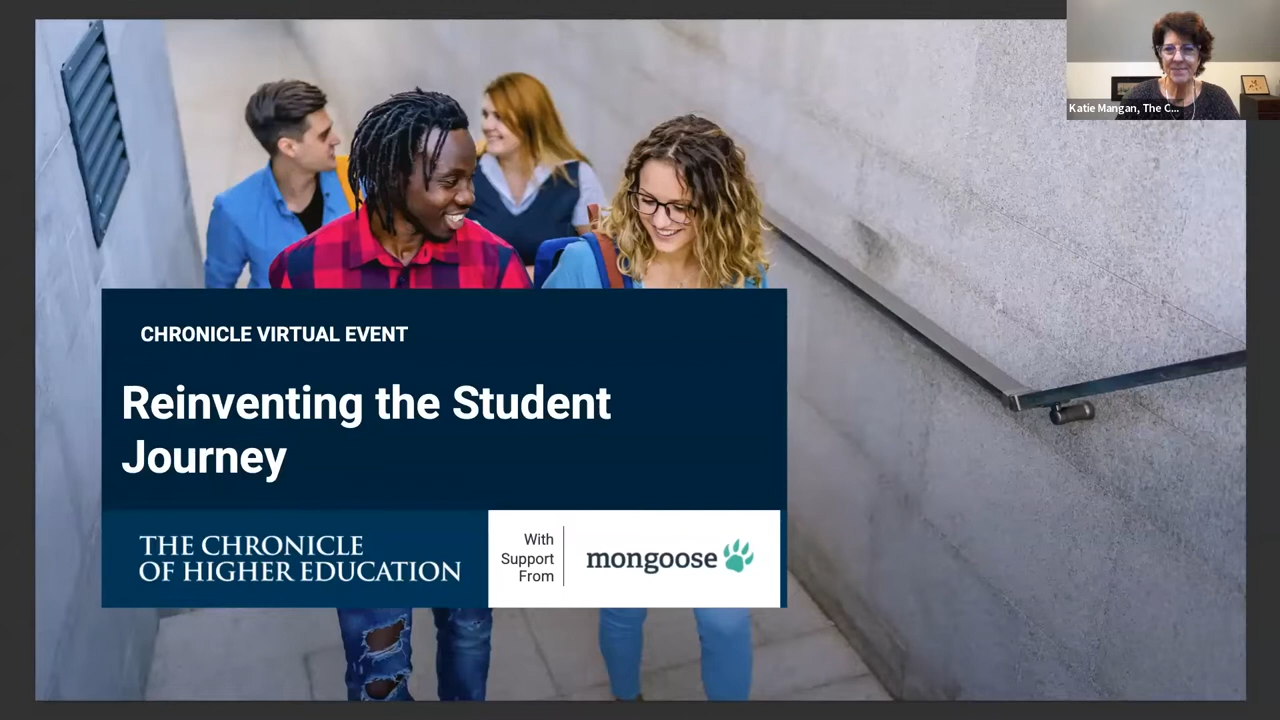 Katie Mangan, The C...
CHRONICLE VIRTUAL EVENT
Reinventing the Student
Journey
THE CHRONICLE
OF HIGHER EDUCATION
With
Support
From
mongoose